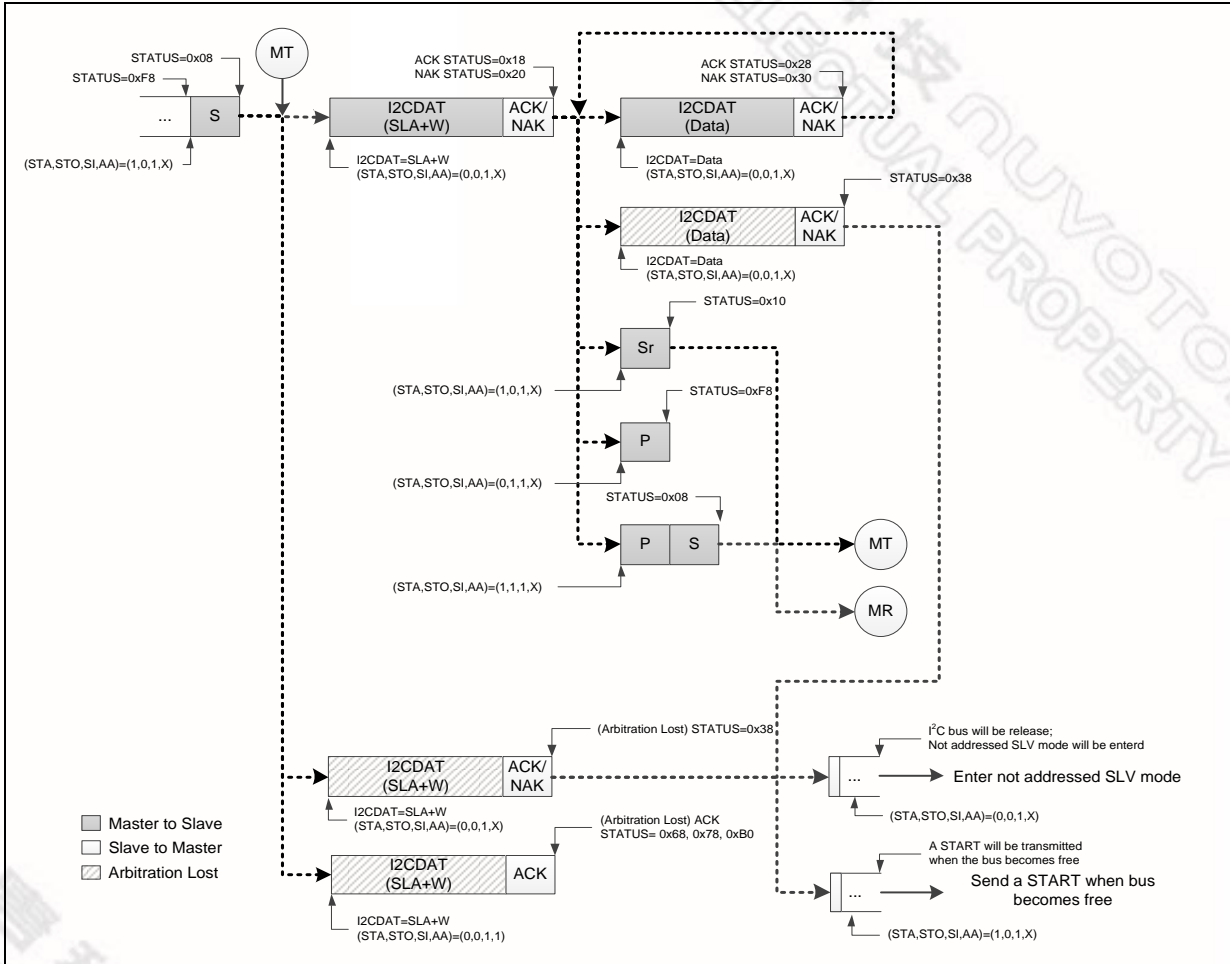 MT
STATUS=0x08
STATUS=0xF8
...
S
(STA,STO,SI,AA)=(1,0,1,X)
ACK STATUS=0x18
NAK STATUS=0x20
I2CDAT
(SLA+W)
ACK/
NAK
I2CDAT=SLA+W
(STA,STO,SI,AA)=(0,0,1,X)
ACK STATUS=0x28
NAK STATUS=0x30
I2CDAT
(Data)
ACK/
NAK
I2CDAT=Data
(STA,STO,SI,AA)=(0,0,1,X)
STATUS=0x38
I2CDAT
(Data)
ACK/
NAK
I2CDAT=Data
(STA,STO,SI,AA)=(0,0,1,X)
STATUS=0x10
Sr
(STA,STO,SI,AA)=(1,0,1,X)
STATUS=0xF8
P
(STA,STO,SI,AA)=(0,1,1,X)
STATUS=0x08
P
S
(STA,STO,SI,AA)=(1,1,1,X)
MT
MR
(Arbitration Lost) STATUS=0x38
I2CDAT
(SLA+W)
ACK/
NAK
I2CDAT=SLA+W
(STA,STO,SI,AA)=(0,0,1,X)
I²C bus will be release;
Not addressed SLV mode will be enterd
...
Enter not addressed SLV mode
(STA,STO,SI,AA)=(0,0,1,X)
(Arbitration Lost) ACK
STATUS= 0x68, 0x78, 0xB0
I2CDAT
(SLA+W)
ACK
I2CDAT=SLA+W
(STA,STO,SI,AA)=(0,0,1,1)
A START will be transmitted
when the bus becomes free
...
Send a START when bus
becomes free
(STA,STO,SI,AA)=(1,0,1,X)
Master to Slave
Slave to Master
Arbitration Lost
技 nuvoTo
LECTUAL PROPERTY